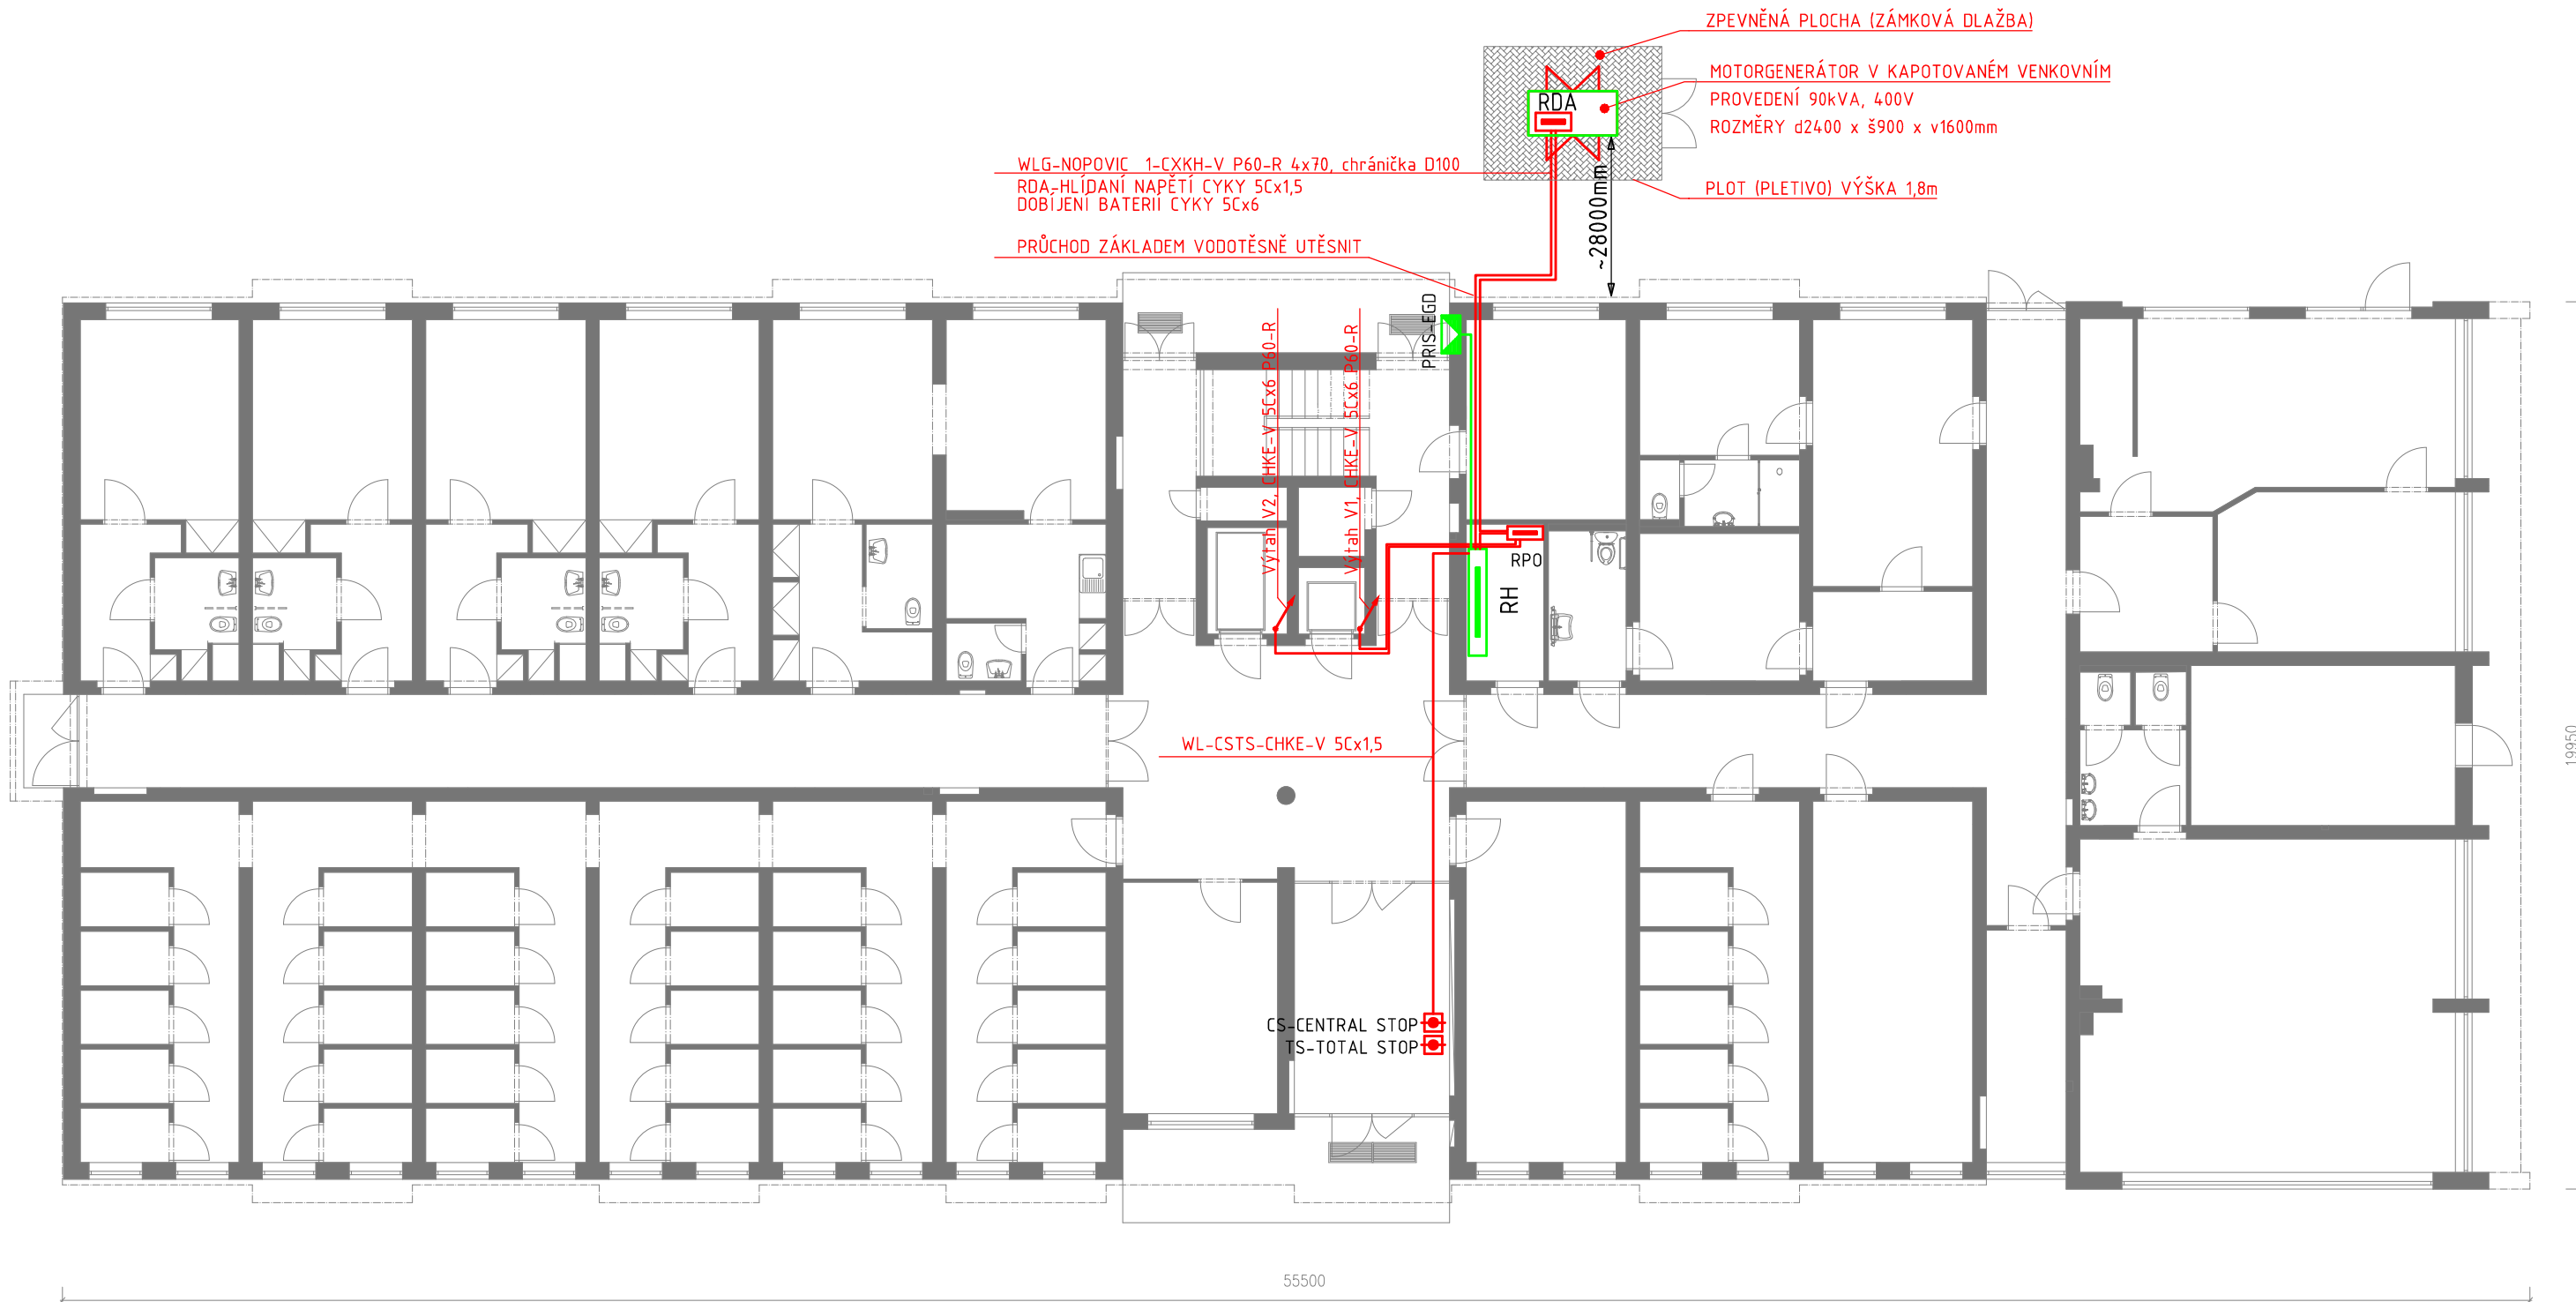 ZPEVNĚNÁ PLOCHA (ZÁMKOVÁ DLAŽBA)
MOTORGENERÁTOR V KAPOTOVANÉM VENKOVNÍM
PROVEDENÍ 90kVA, 400V
ROZMĚRY d2400 x š900 x v1600mm
RDA
WLG-NOPOVIC 1-CXKH-V P60-R 4x70, chránička D100
RDA-HLÍDANÍ NAPĚTÍ CYKY 5Cx1,5
DOBÍJENÍ BATERIÍ CYKY 5Cx6
PLOT (PLETIVO) VÝŠKA 1,8m
~28000mm
PRŮCHOD ZÁKLADEM VODOTĚSNĚ UTĚSNIT
PRIS-EGD
Výtah V2, CHKE-V 5Cx6 P60-R
Výtah V1, CHKE-V 5Cx6 P60-R
RPO
RH
WL-CSTS-CHKE-V 5Cx1,5
19950
CS-CENTRAL STOP
TS-TOTAL STOP
55500